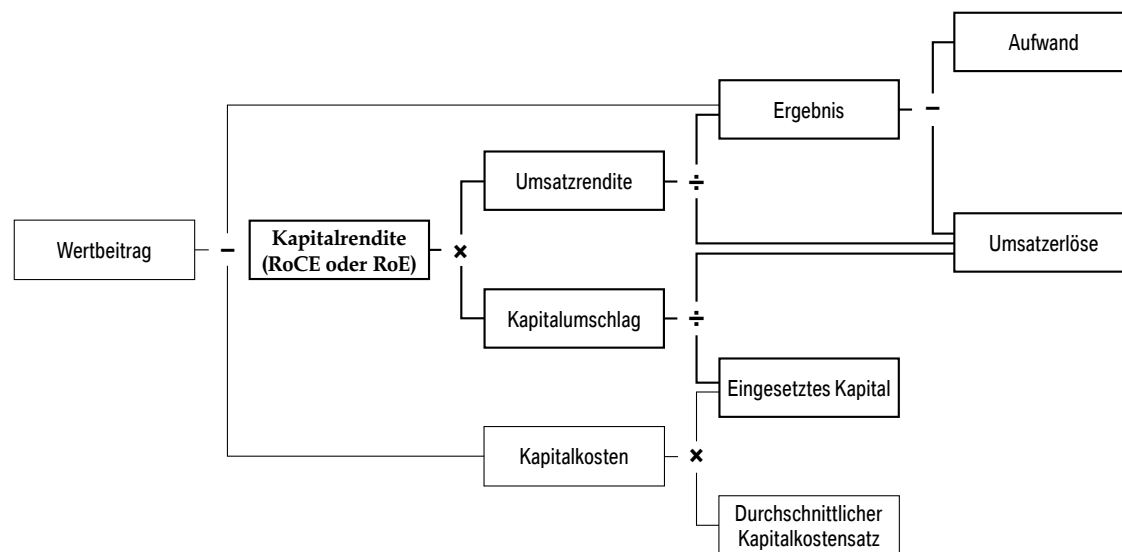 Aufwand
Ergebnis
−
−
Umsatzrendite
÷
Wertbeitrag
−
Kapitalrendite
(RoCE oder RoE)
×
Umsatzerlöse
Kapitalumschlag
÷
Eingesetztes Kapital
Kapitalkosten
×
Durchschnittlicher
Kapitalkostensatz